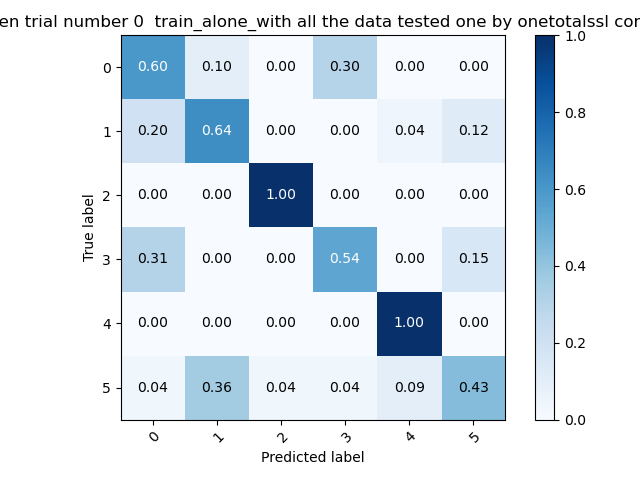 en trial number 0 train_alone_with all the data tested one by onetotalssl cor
0 0.60 0.10 0.00 0.30 0.00 0.00
1 0.20 0.64 0.00 0.00 0.04 0.12
2 0.00 0.00 1.00 0.00 0.00 0.00
3 0.31 0.00 0.00 0.54 0.00 0.15
4 0.00 0.00 0.00 0.00 1.00 0.00
5 0.04 0.36 0.04 0.04 0.09 0.43
0 1 2 3 4 5
True label
Predicted label
1.0
0.8
0.6
0.4
0.2
0.0